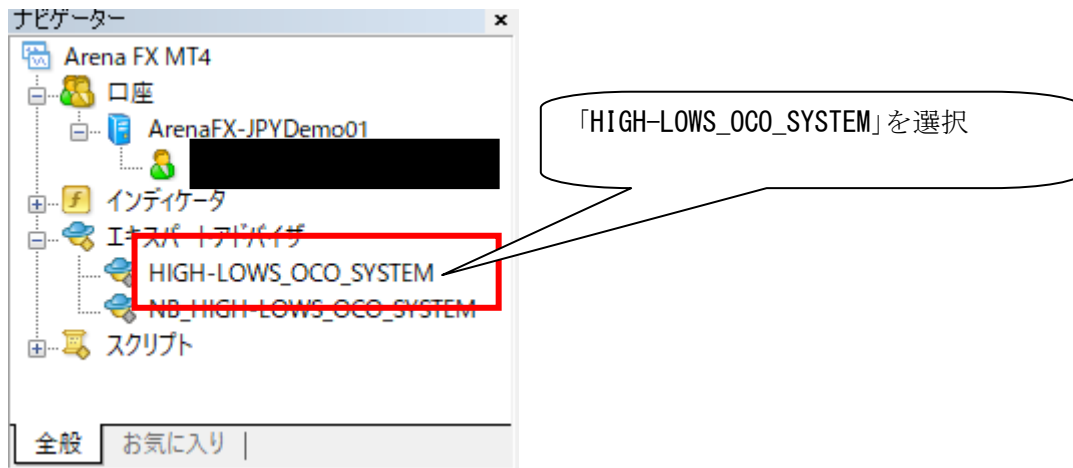 ナビゲーター
Arena FX MT4
口座
ArenaFX-JPYDemo01
「HIGH-LOWS_OCO_SYSTEM」を選択
インディケータ
エキスパートアドバイザ
HIGH-LOWS_OCO_SYSTEM
NB_HIGH-LOWS_OCO_SYSTEM
スクリプト
全般 お気に入り